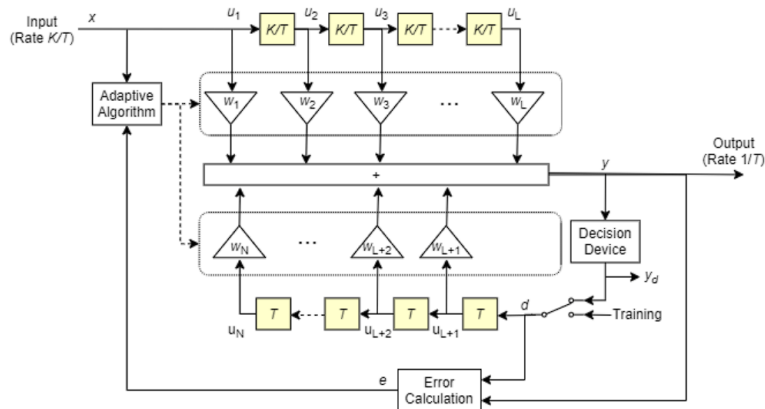 Input
(Rate K/T)
x
u1 u2 u3 uL
K/T K/T K/T K/T
Adaptive
Algorithm
w1 w2 w3 ... wL
+
y
Output
(Rate 1/T)
wN ... wL+2 wL+1
Decision
Device
yd
T T T T
d
Training
uN uL+2 uL+1
e
Error
Calculation